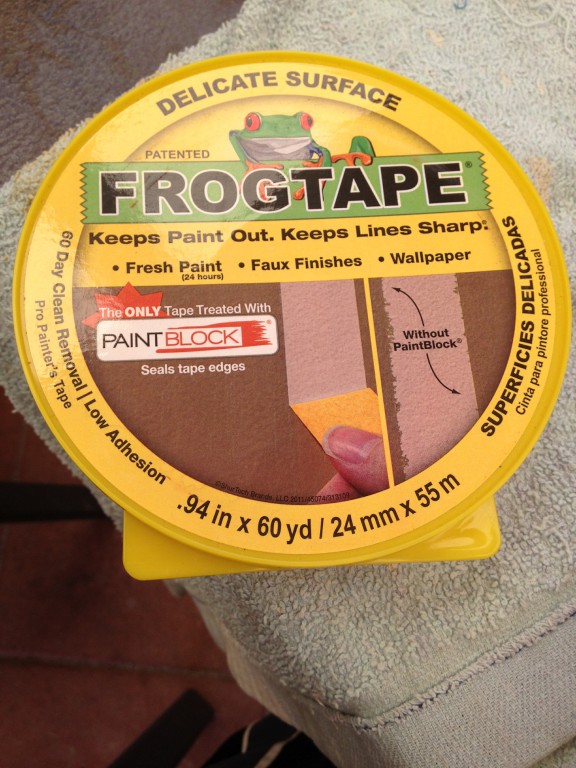 DELICATE SURFACE
PATENTED
FROGTAPE®
Keeps Paint Out. Keeps Lines Sharp.®
• Fresh Paint • Faux Finishes • Wallpaper
(24 hours)
The ONLY Tape Treated With
PAINTBLOCK®
Seals tape edges
Without
PaintBlock®
60 Day Clean Removal | Low Adhesion
Pro Painter's Tape
SUPERFICIES DELICADAS
Cinta para pintore professional
.94 in x 60 yd / 24 mm x 55 m